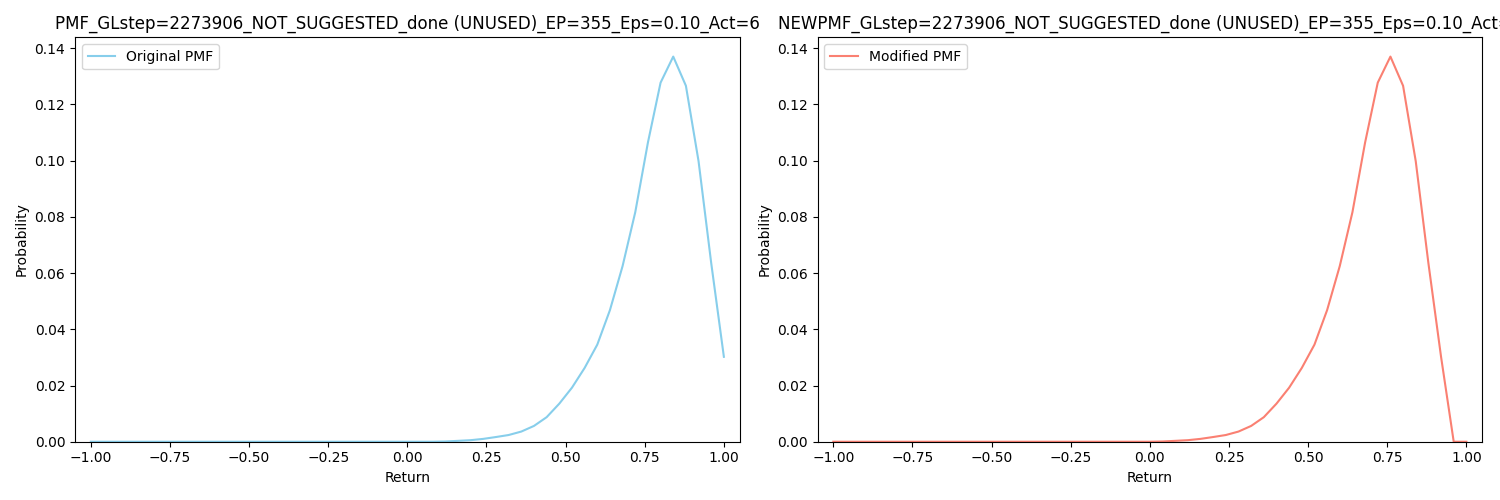 PMF_GLstep=2273906_NOT_SUGGESTED_done (UNUSED)_EP=355_Eps=0.10_Act=6
Original PMF
0.14
0.12
0.10
0.08
0.06
0.04
0.02
0.00
Probability
−1.00 −0.75 −0.50 −0.25 0.00 0.25 0.50 0.75 1.00
Return
NEWPMF_GLstep=2273906_NOT_SUGGESTED_done (UNUSED)_EP=355_Eps=0.10_Act=
Modified PMF
0.14
0.12
0.10
0.08
0.06
0.04
0.02
0.00
Probability
−1.00 −0.75 −0.50 −0.25 0.00 0.25 0.50 0.75 1.00
Return